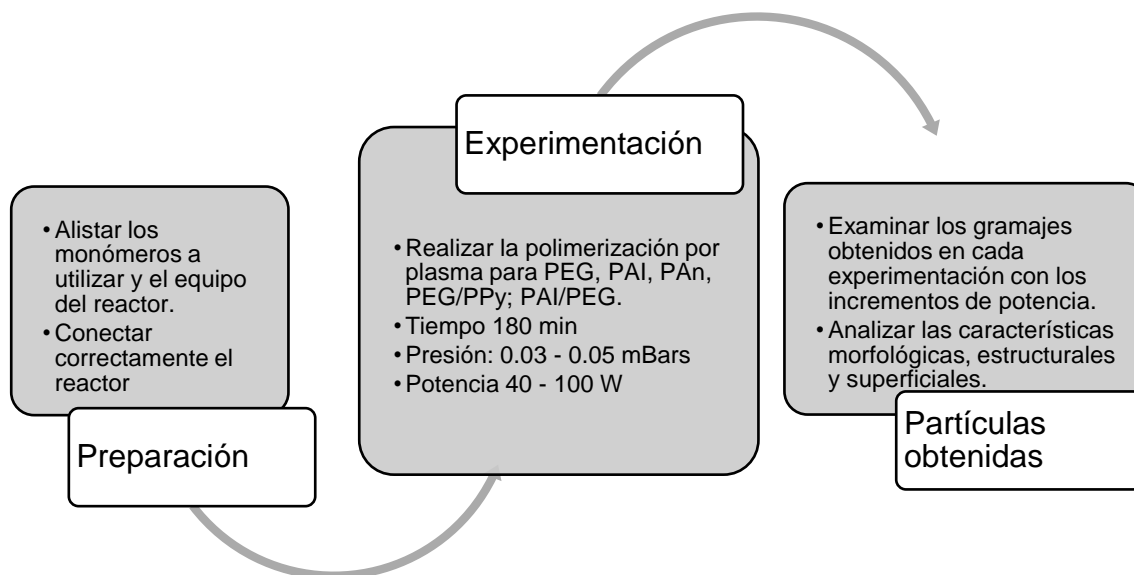 • Alistar los
monómeros a
utilizar y el equipo
del reactor.
• Conectar
correctamente el
reactor
Preparación
Experimentación
• Realizar la polimerización por
plasma para PEG, PAI, PAn,
PEG/PPy; PAI/PEG.
• Tiempo 180 min
• Presión: 0.03 - 0.05 mBars
• Potencia 40 - 100 W
• Examinar los gramajes
obtenidos en cada
experimentación con los
incrementos de potencia.
• Analizar las características
morfológicas, estructurales
y superficiales.
Partículas
obtenidas